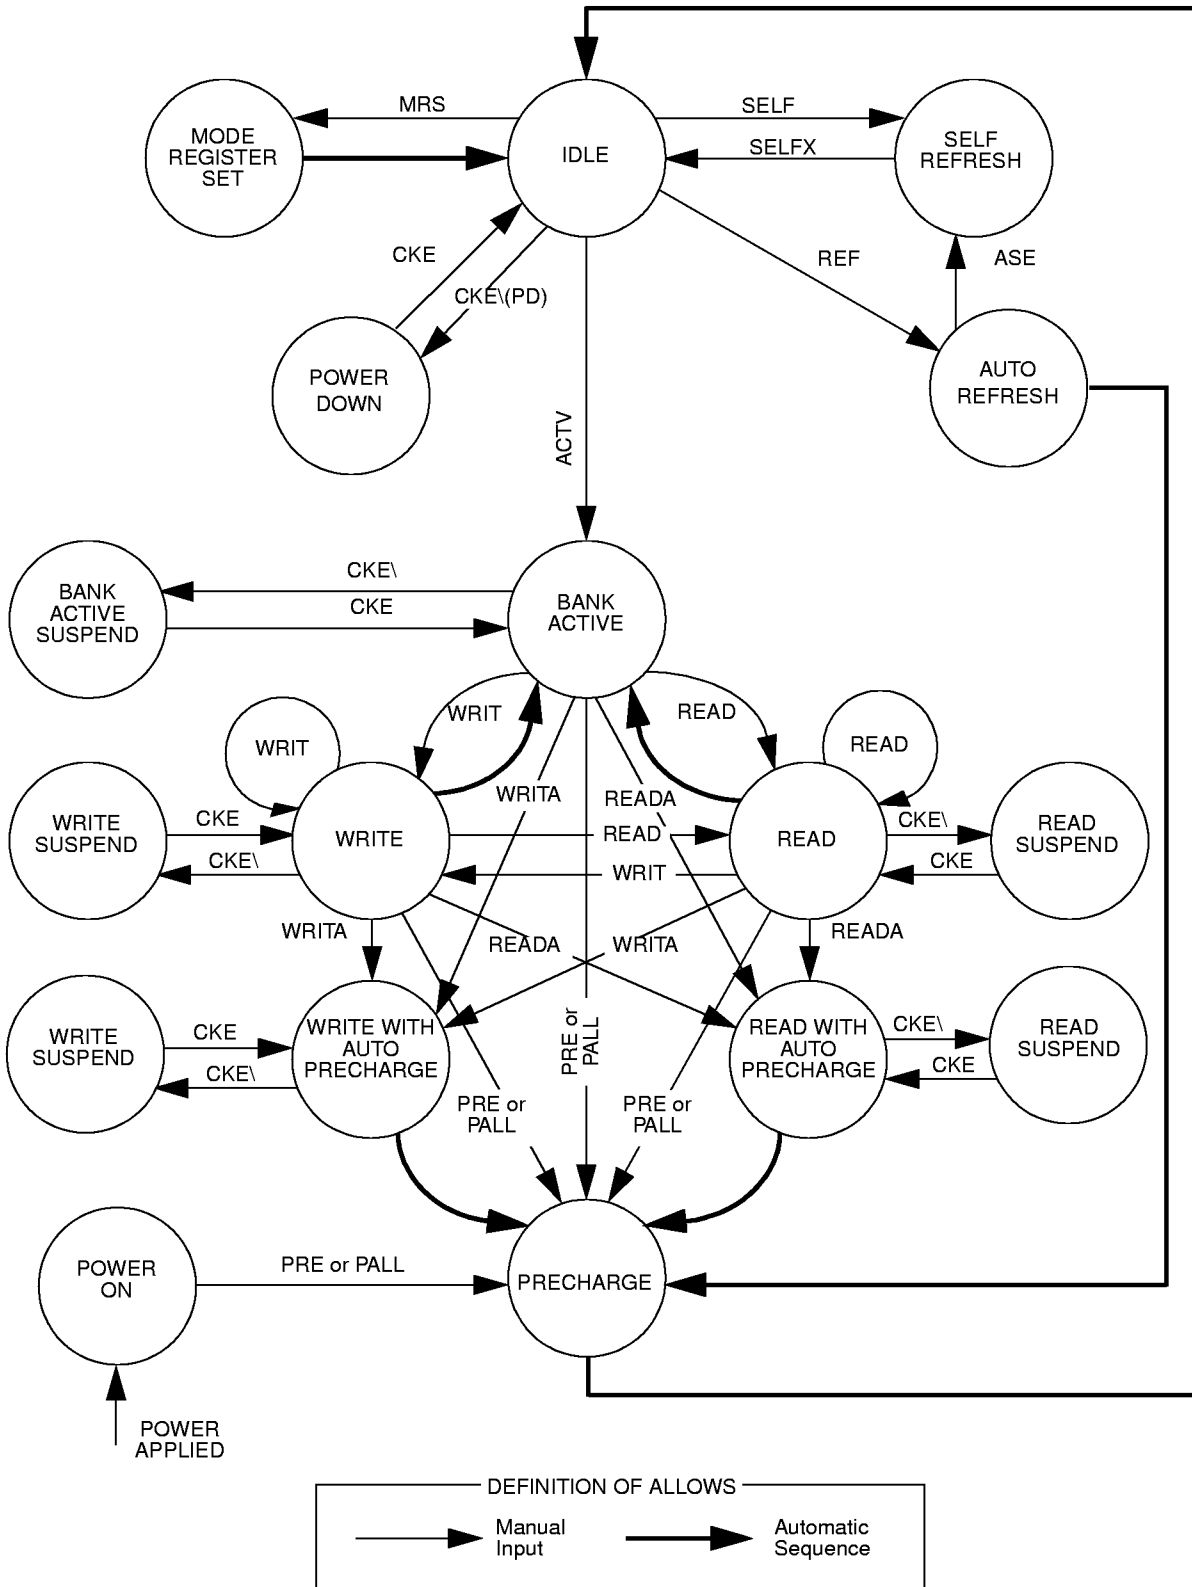 MRS
SELF
MODE
REGISTER
SET
IDLE
SELFX
SELF
REFRESH
CKE
CKE\(PD)
REF
ASE
POWER
DOWN
AUTO
REFRESH
ACTV
CKE\
BANK
ACTIVE
SUSPEND
CKE
BANK
ACTIVE
WRIT
WRIT
READ
READ
WRITA
READA
WRITE
SUSPEND
CKE
CKE\
WRITE
READ
WRIT
READ
CKE\
CKE
READ
SUSPEND
WRITA
READA
WRITA
READA
WRITE
SUSPEND
CKE
CKE\
WRITE WITH
AUTO
PRECHARGE
PRE or
PALL
READ WITH
AUTO
PRECHARGE
CKE\
CKE
READ
SUSPEND
PRE or
PALL
PRE or
PALL
POWER
ON
PRE or PALL
PRECHARGE
POWER
APPLIED
DEFINITION OF ALLOWS
Manual
Input
Automatic
Sequence